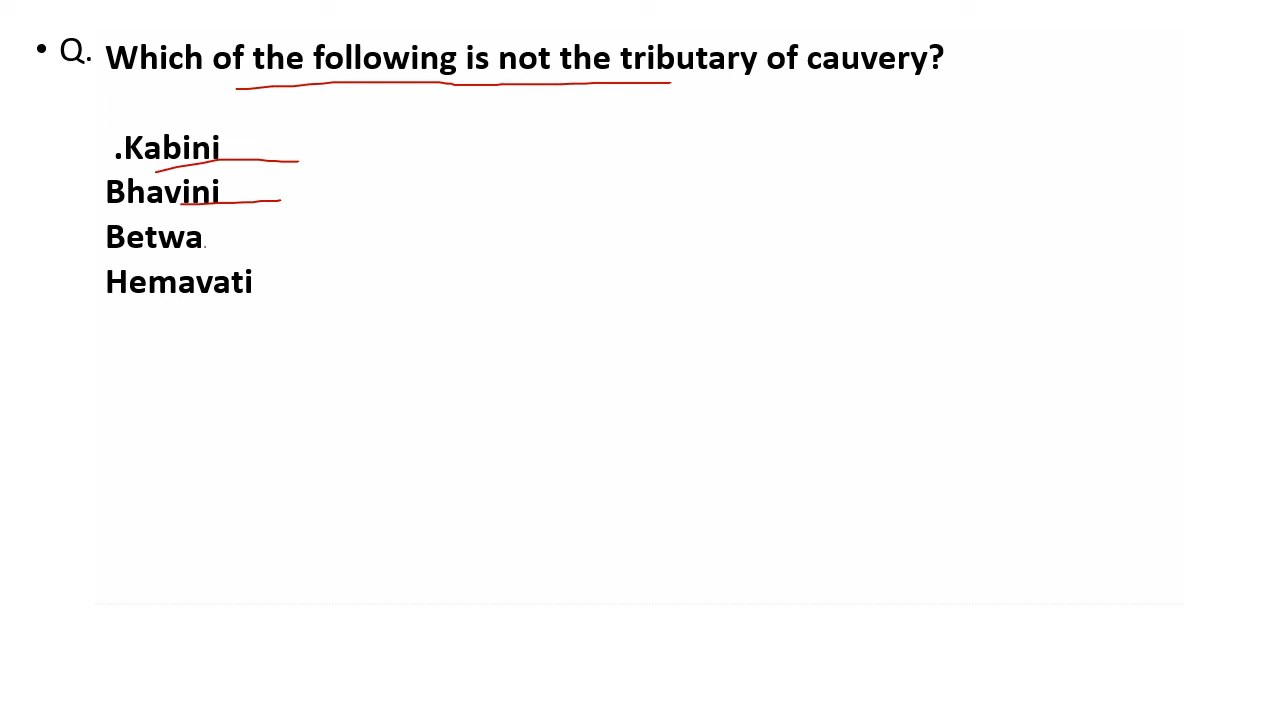 • Q. Which of the following is not the tributary of cauvery?
.Kabini
Bhavini
Betwa
Hemavati